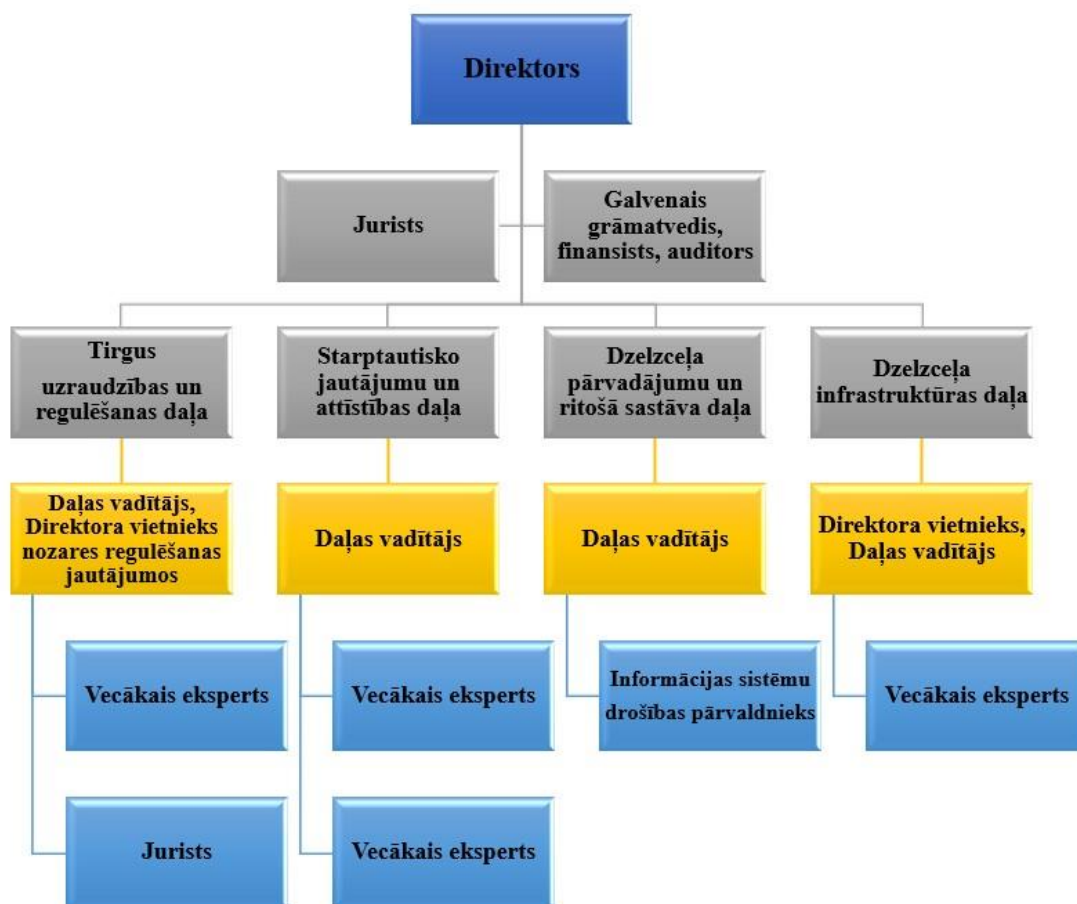 Direktors
Jurists
Galvenais
grāmatvedis,
finansists, auditors
Tirgus
uzraudzības un
regulēšanas daļa
Starptautisko
jautājumu un
attīstības daļa
Dzelzceļa
pārvadājumu un
ritošā sastāva daļa
Dzelzceļa
infrastruktūras daļa
Daļas vadītājs,
Direktora vietnieks
nozares regulēšanas
jautājumos
Daļas vadītājs
Daļas vadītājs
Direktora vietnieks,
Daļas vadītājs
Vecākais eksperts
Vecākais eksperts
Informācijas sistēmu
drošības pārvaldnieks
Vecākais eksperts
Jurists
Vecākais eksperts